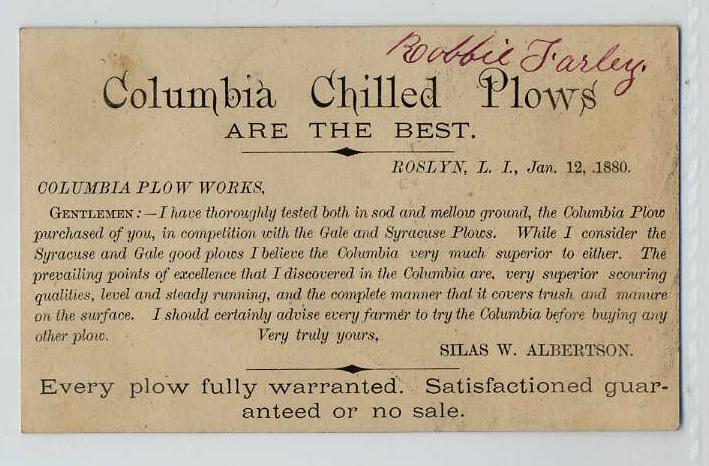 Robbie Farley.
Columbia Chilled Plows
ARE THE BEST.
ROSLYN, L. I., Jan. 12, .1880.
COLUMBIA PLOW WORKS,
GENTLEMEN:—I have thoroughly tested both in sod and mellow ground, the Columbia Plow
purchased of you, in competition with the Gale and Syracuse Plows. While I consider the
Syracuse and Gale good plows I believe the Columbia very much superior to either. The
prevailing points of excellence that I discovered in the Columbia are, very superior scouring
qualities, level and steady running, and the complete manner that it covers trush and manure
on the surface. I should certainly advise every farmer to try the Columbia before buying any
other plow. Very truly yours,
SILAS W. ALBERTSON.
Every plow fully warranted. Satisfactioned guar-
anteed or no sale.